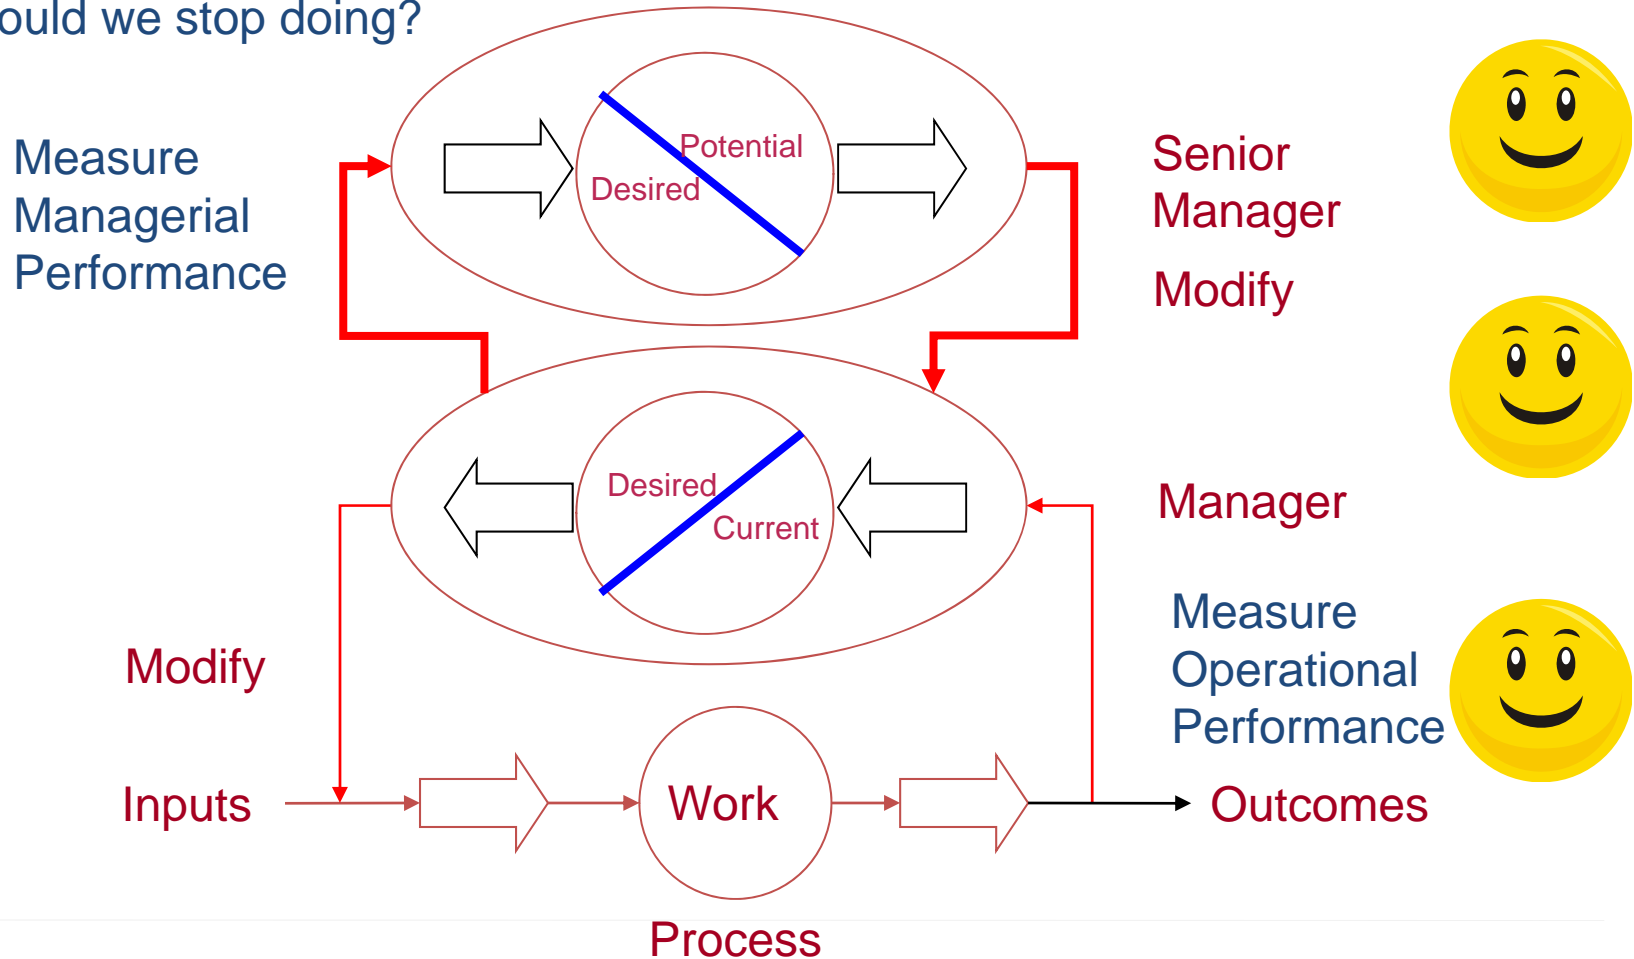 ould we stop doing?
Measure
Managerial
Performance
Potential
Desired
Senior
Manager
Modify
Desired
Current
Manager
Measure
Operational
Performance
Modify
Inputs
Work
Outcomes
Process